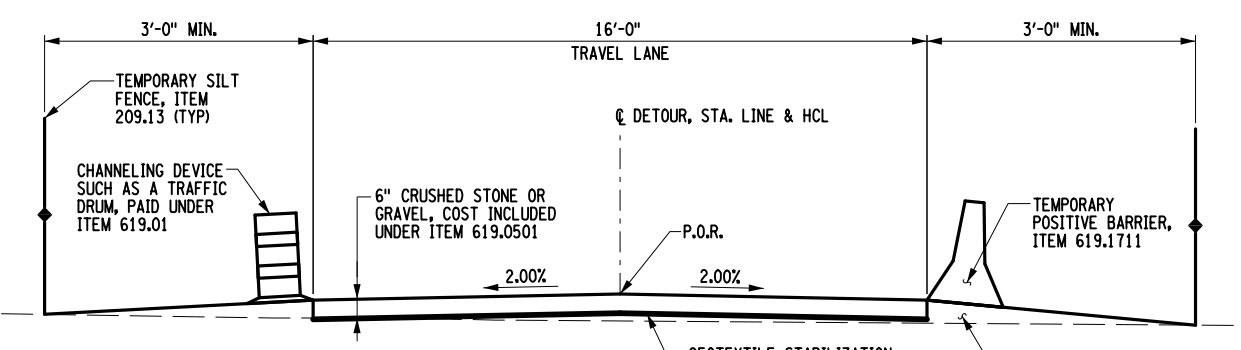 3'-0" MIN.
16'-0"
3'-0" MIN.
TRAVEL LANE
TEMPORARY SILT
FENCE, ITEM
209.13 (TYP)
℄ DETOUR, STA. LINE & HCL
CHANNELING DEVICE
SUCH AS A TRAFFIC
DRUM, PAID UNDER
ITEM 619.01
6" CRUSHED STONE OR
GRAVEL, COST INCLUDED
UNDER ITEM 619.0501
P.O.R.
TEMPORARY
POSITIVE BARRIER,
ITEM 619.1711
2.00%
2.00%
GEOTEXTILE STABILIZATION